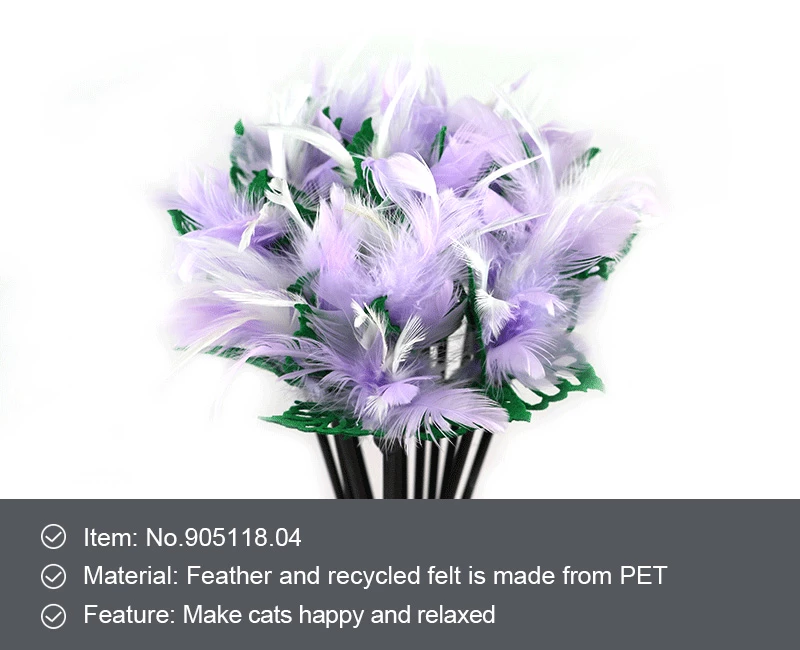 Item: No.905118.04
Material: Feather and recycled felt is made from PET
Feature: Make cats happy and relaxed